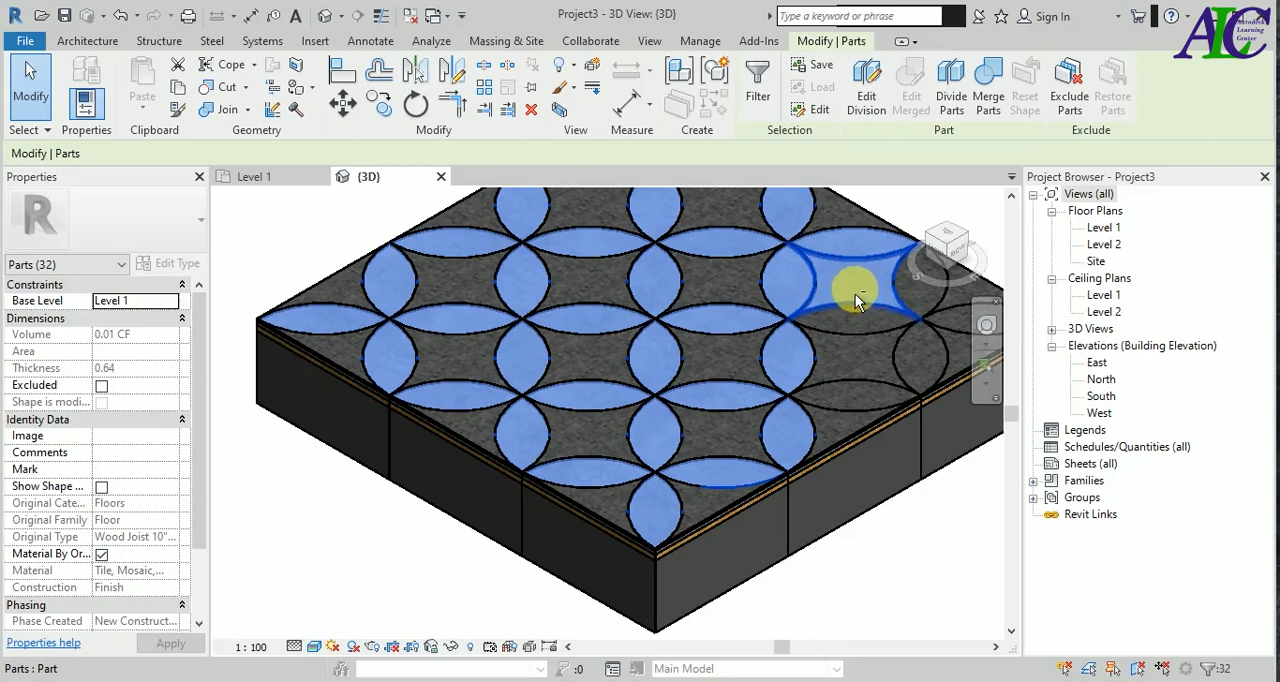 Project3 - 3D View: {3D}
Type a keyword or phrase
Sign In
Autodesk
Learning
Center
ALC
File
Architecture
Structure
Steel
Systems
Insert
Annotate
Analyze
Massing & Site
Collaborate
View
Manage
Add-Ins
Modify | Parts
Modify
Paste
Copy
Cut
Join
Filter
Save
Load
Edit
Edit Division
Edit Merged
Divide Parts
Merge Parts
Reset Shape
Exclude Parts
Restore Parts
Select
Properties
Clipboard
Geometry
Modify
View
Measure
Create
Selection
Part
Exclude
Modify | Parts
Properties
Level 1
{3D}
Project Browser - Project3
R
Parts (32)
Edit Type
Constraints
Base Level Level 1
Dimensions
Volume 0.01 CF
Area
Thickness 0.64
Excluded
Shape is modi...
Identity Data
Image
Comments
Mark
Show Shape ...
Original Cate... Floors
Original Family Floor
Original Type Wood Joist 10"...
Material By Or...
Material Tile, Mosaic,...
Construction Finish
Phasing
Phase Created New Construct...
Properties help
Apply
Views (all)
Floor Plans
Level 1
Level 2
Site
Ceiling Plans
Level 1
Level 2
3D Views
Elevations (Building Elevation)
East
North
South
West
Legends
Schedules/Quantities (all)
Sheets (all)
Families
Groups
Revit Links
1 : 100
Parts : Part
:0
Main Model
:32